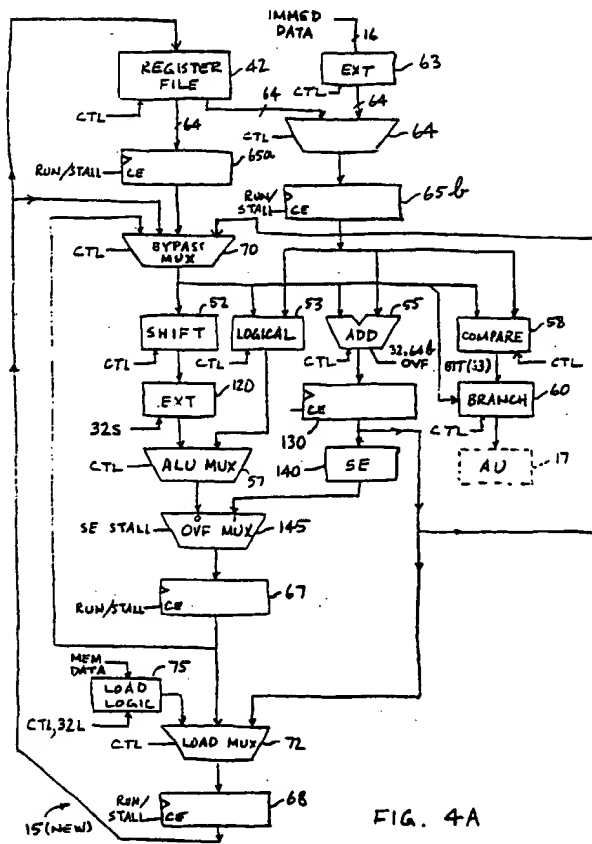 IMMED
DATA
16
REGISTER
FILE
42
EXT
63
CTL
64
CTL
64
64
CTL
64
RUN/STALL
CE
65a
RUN/
STALL
CE
65b
CTL
BYPASS
MUX
70
52
53
55
SHIFT
LOGICAL
ADD
COMPARE
58
CTL
CTL
CTL
32,64b
OVF
BIT(33)
CTL
EXT
120
BRANCH
60
32S
CE
130
CTL
CTL
ALU MUX
57
140
SE
AU
17
SE STALL
OVF MUX
145
RUN/STALL
CE
67
MEM
DATA
75
LOAD
LOGIC
CTL,32L
CTL
LOAD MUX
72
RUN/
STALL
CE
68
15(NEW)
FIG. 4A